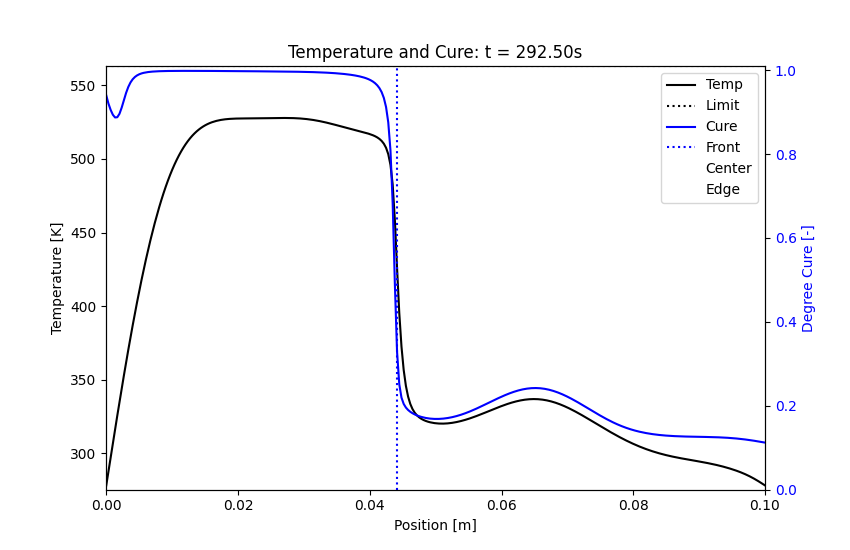 Temperature and Cure: t = 292.50s
Temperature [K]
550
500
450
400
350
300
Temp
Limit
Cure
Front
Center
Edge
1.0
0.8
0.6
0.4
0.2
0.0
Degree Cure [-]
0.00
0.02
0.04
0.06
0.08
0.10
Position [m]